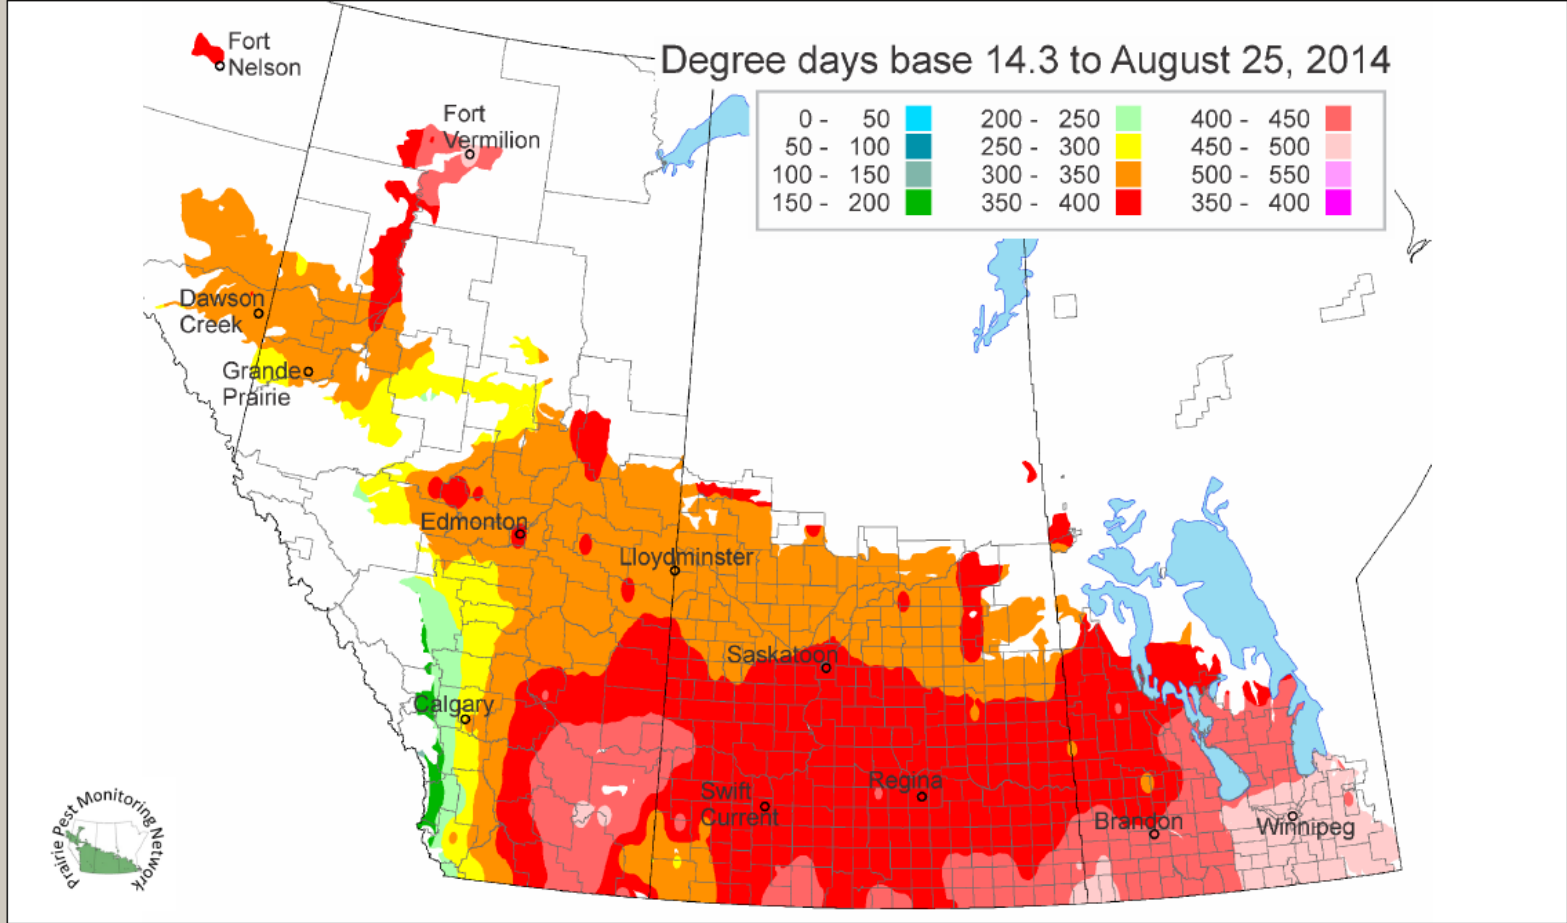 Fort
Nelson
Degree days base 14.3 to August 25, 2014
0 - 50
50 - 100
100 - 150
150 - 200
200 - 250
250 - 300
300 - 350
350 - 400
400 - 450
450 - 500
500 - 550
350 - 400
Fort
Vermilion
Dawson
Creek
Grande
Prairie
Edmonton
Lloydminster
Saskatoon
Calgary
Swift
Current
Regina
Brandon
Winnipeg
Prairie Pest Monitoring Network